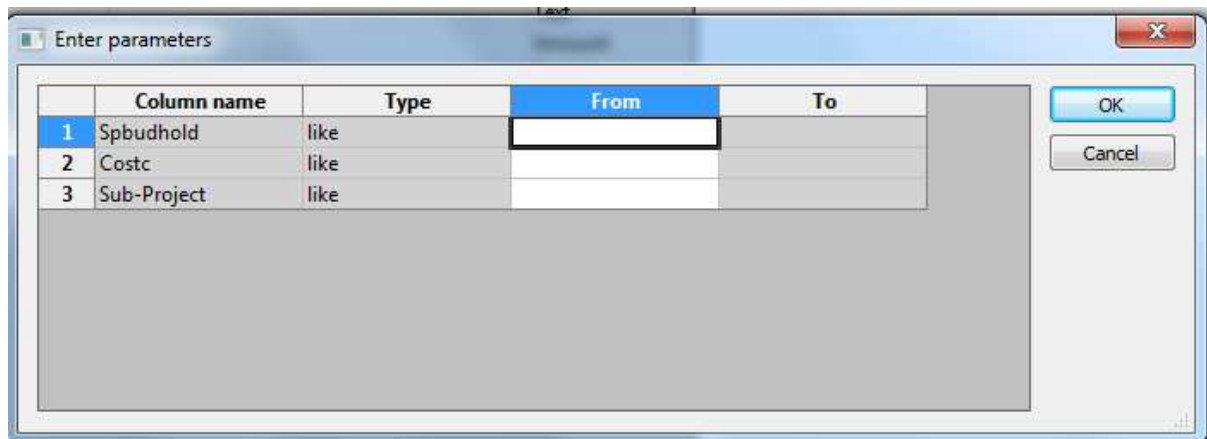 Text
Enter parameters
Column name Type From To
1 Spbudhold like
2 Costc like
3 Sub-Project like
OK
Cancel